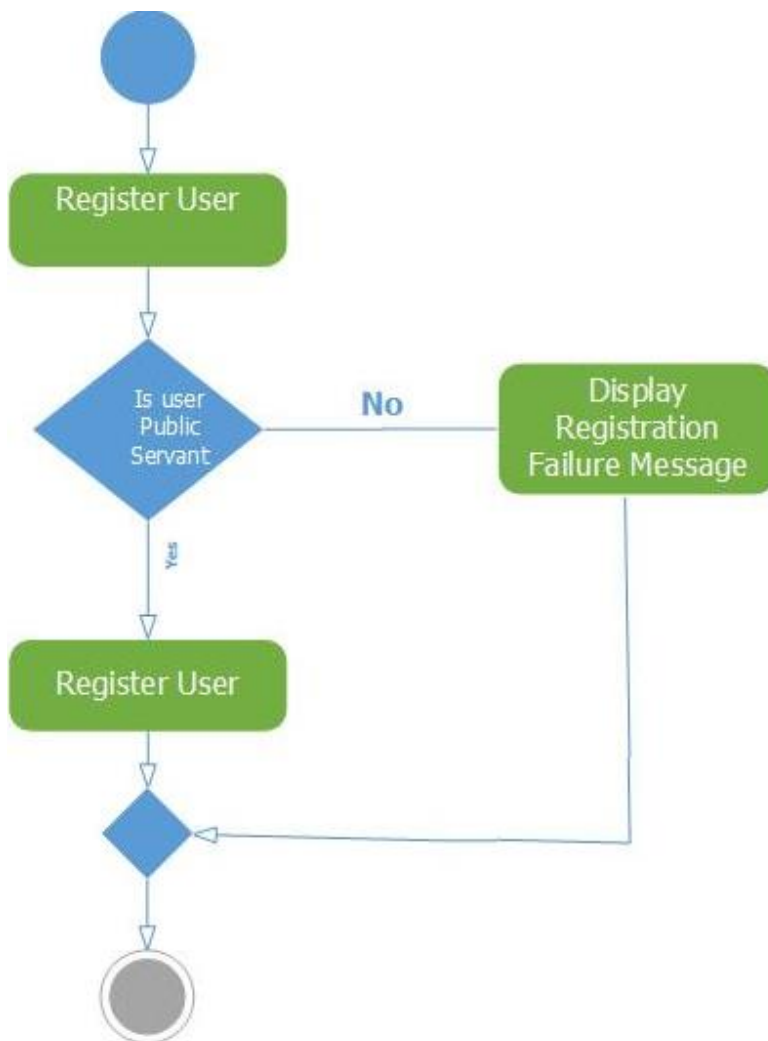 Register User
Is user
Public
Servant
No
Display
Registration
Failure Message
Yes
Register User